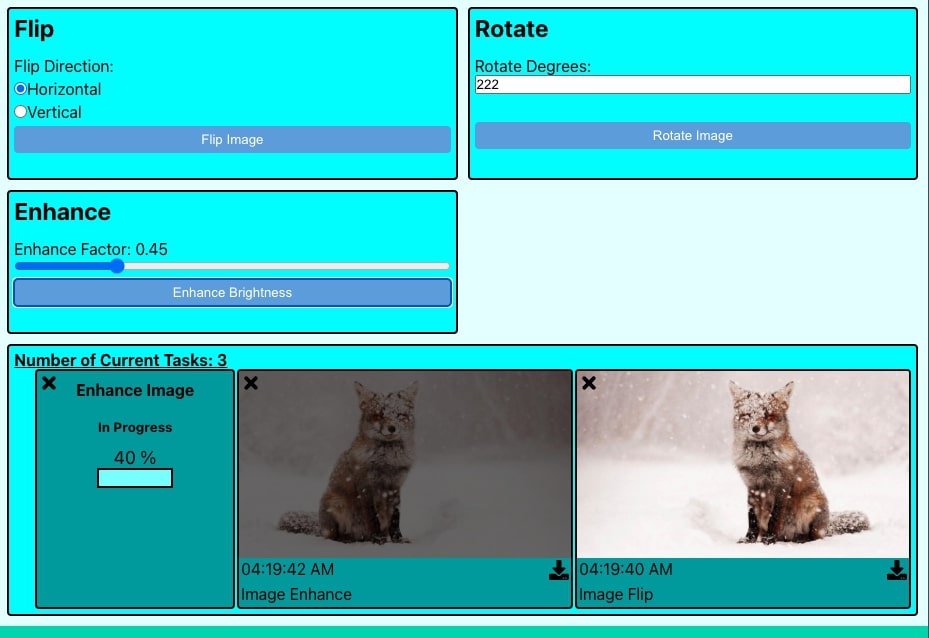 Flip
Flip Direction:
Horizontal
Vertical
Flip Image
Rotate
Rotate Degrees:
222
Rotate Image
Enhance
Enhance Factor: 0.45
Enhance Brightness
Number of Current Tasks: 3
Enhance Image
In Progress
40 %
04:19:42 AM
Image Enhance
04:19:40 AM
Image Flip